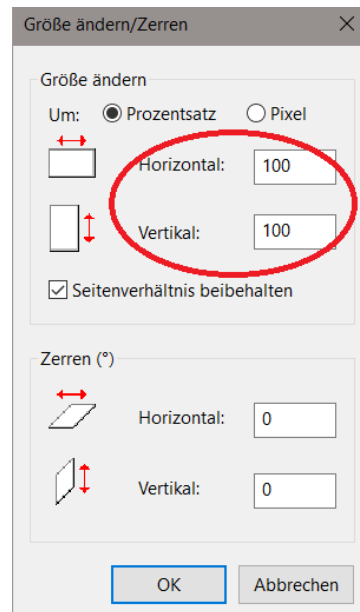 Größe ändern/Zerren
Größe ändern
Um: Prozentsatz Pixel
Horizontal: 100
Vertikal: 100
Seitenverhältnis beibehalten
Zerren (°)
Horizontal: 0
Vertikal: 0
OK Abbrechen